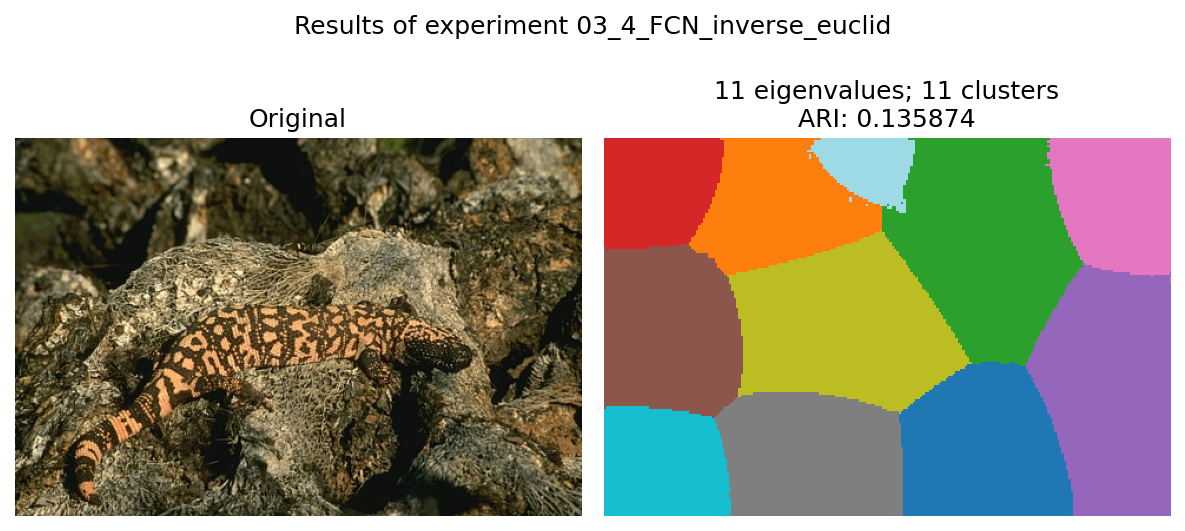 Results of experiment 03_4_FCN_inverse_euclid
Original
11 eigenvalues; 11 clusters
ARI: 0.135874